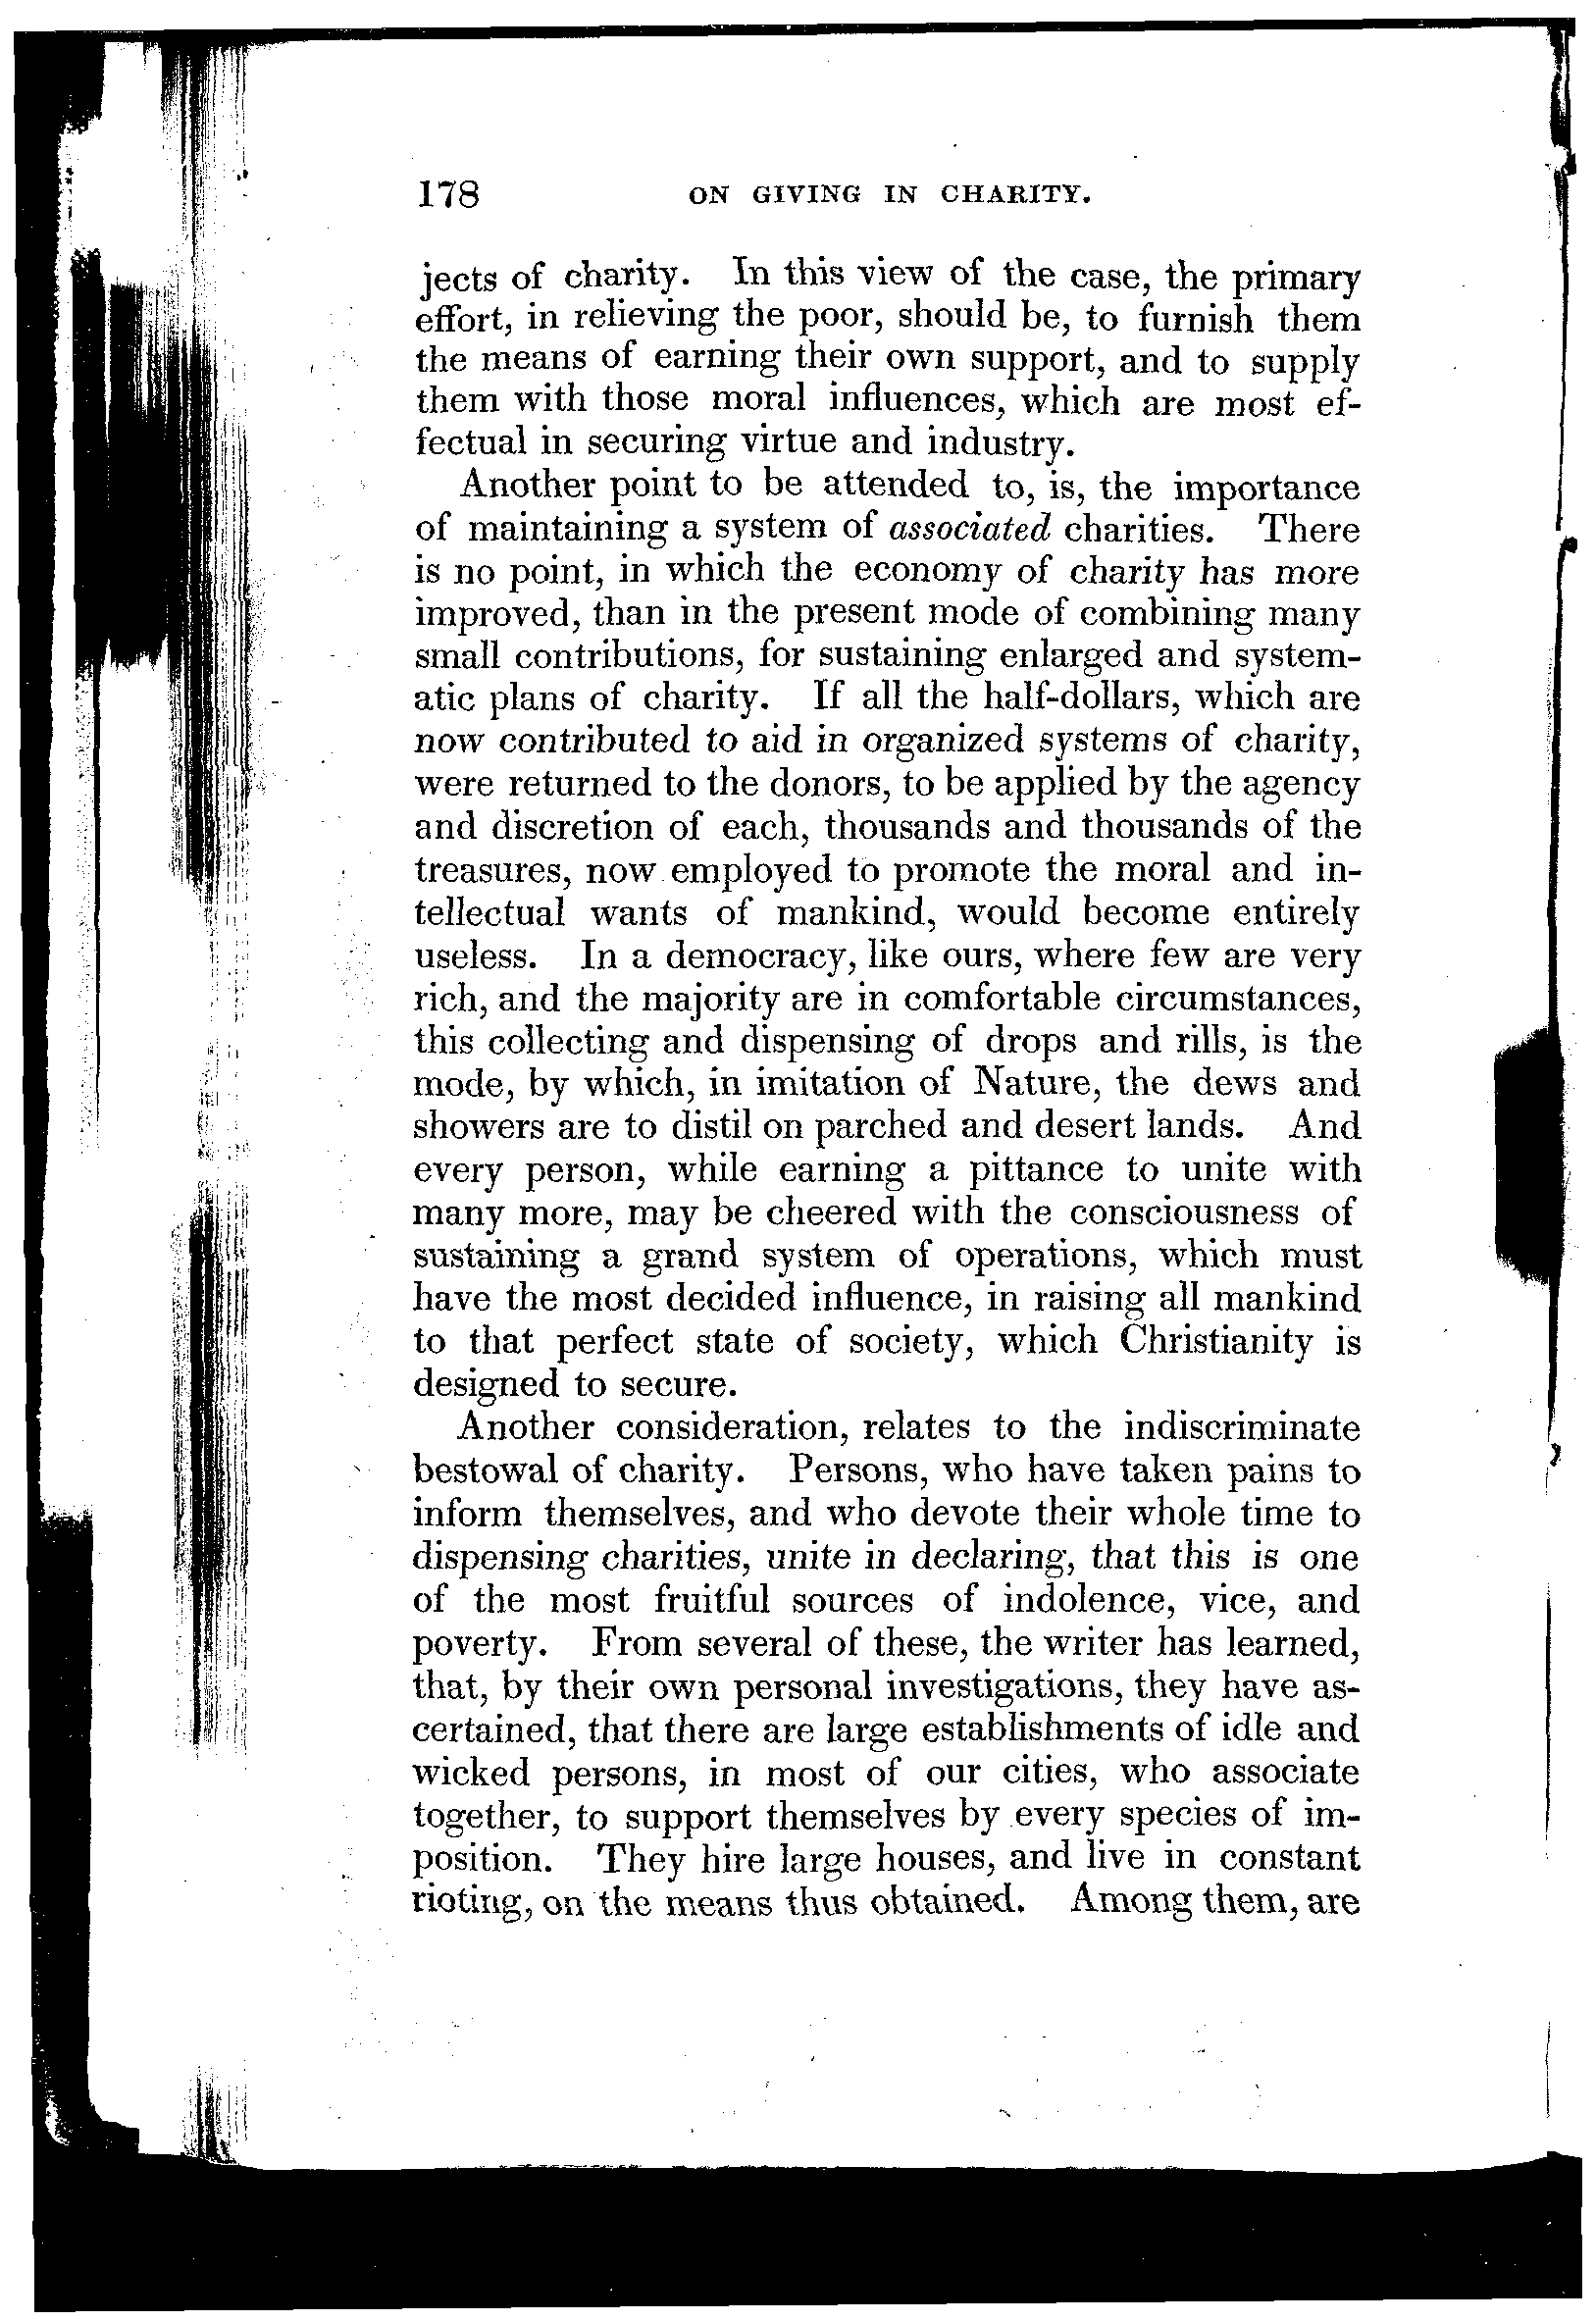 178 ON GIVING IN CHARITY.
jects of charity. In this view of the case, the primary
effort, in relieving the poor, should be, to furnish them
the means of earning their own support, and to supply
them with those moral influences, which are most ef-
fectual in securing virtue and industry.
Another point to be attended to, is, the importance
of maintaining a system of associated charities. There
is no point, in which the economy of charity has more
improved, than in the present mode of combining many
small contributions, for sustaining enlarged and system-
atic plans of charity. If all the half-dollars, which are
now contributed to aid in organized systems of charity,
were returned to the donors, to be applied by the agency
and discretion of each, thousands and thousands of the
treasures, now employed to promote the moral and in-
tellectual wants of mankind, would become entirely
useless. In a democracy, like ours, where few are very
rich, and the majority are in comfortable circumstances,
this collecting and dispensing of drops and rills, is the
mode, by which, in imitation of Nature, the dews and
showers are to distil on parched and desert lands. And
every person, while earning a pittance to unite with
many more, may be cheered with the consciousness of
sustaining a grand system of operations, which must
have the most decided influence, in raising all mankind
to that perfect state of society, which Christianity is
designed to secure.
Another consideration, relates to the indiscriminate
bestowal of charity. Persons, who have taken pains to
inform themselves, and who devote their whole time to
dispensing charities, unite in declaring, that this is one
of the most fruitful sources of indolence, vice, and
poverty. From several of these, the writer has learned,
that, by their own personal investigations, they have as-
certained, that there are large establishments of idle and
wicked persons, in most of our cities, who associate
together, to support themselves by every species of im-
position. They hire large houses, and live in constant
rioting, on the means thus obtained. Among them, are